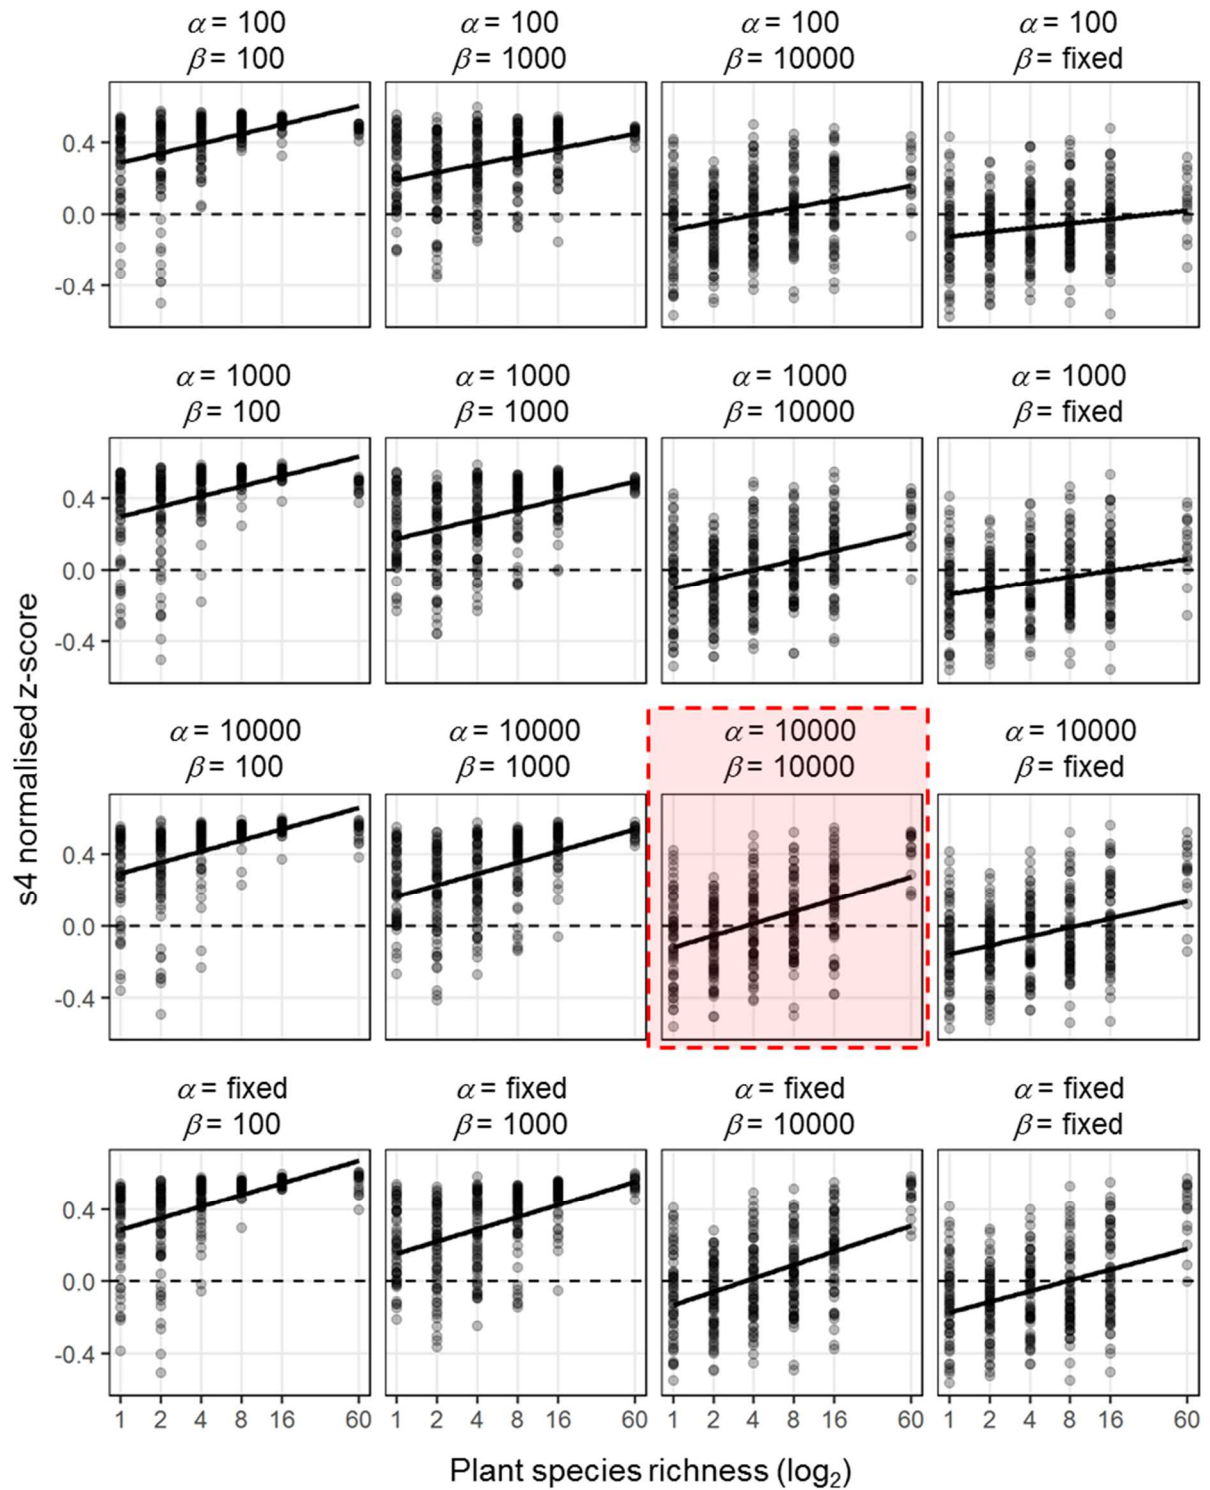 α = 100
β = 100
α = 100
β = 1000
α = 100
β = 10000
α = 100
β = fixed
0.4
0.0
-0.4
α = 1000
β = 100
α = 1000
β = 1000
α = 1000
β = 10000
α = 1000
β = fixed
0.4
0.0
-0.4
s4 normalised z-score
α = 10000
β = 100
α = 10000
β = 1000
α = 10000
β = 10000
α = 10000
β = fixed
0.4
0.0
-0.4
α = fixed
β = 100
α = fixed
β = 1000
α = fixed
β = 10000
α = fixed
β = fixed
0.4
0.0
-0.4
1 2 4 8 16 60
1 2 4 8 16 60
1 2 4 8 16 60
1 2 4 8 16 60
Plant species richness (log₂)